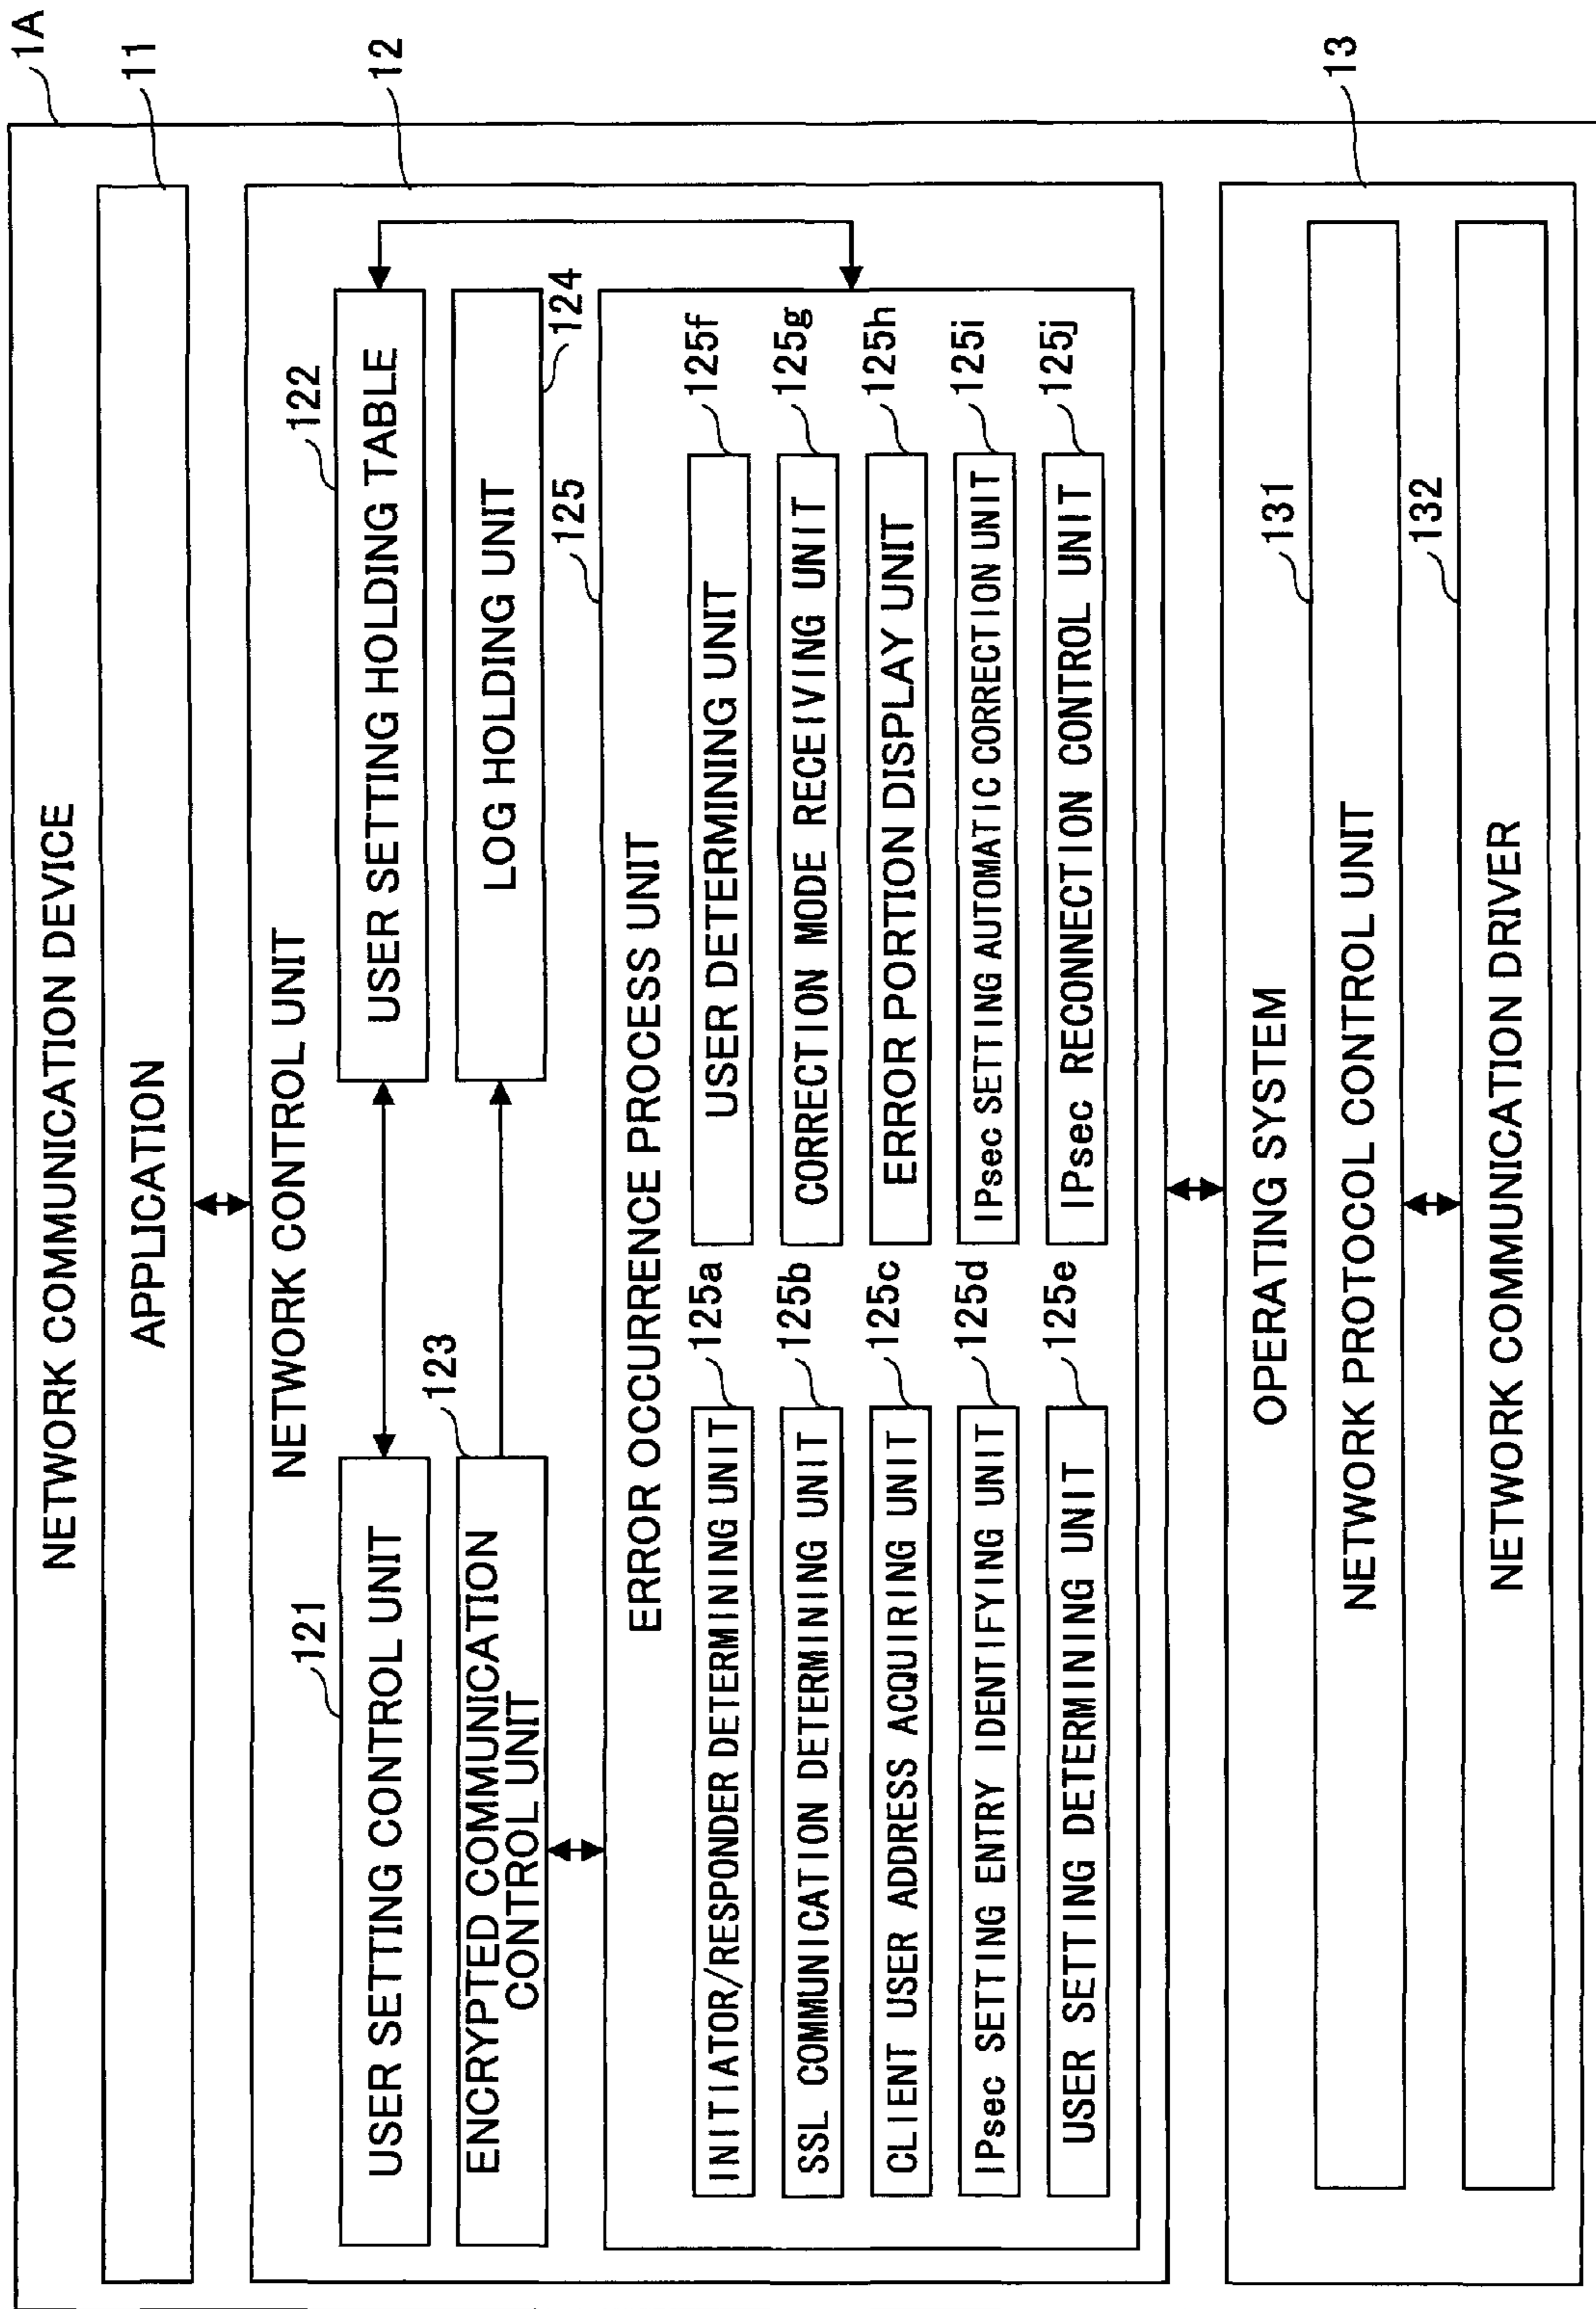 1A
NETWORK COMMUNICATION DEVICE
11
APPLICATION
12
NETWORK CONTROL UNIT
121
USER SETTING CONTROL UNIT
122
USER SETTING HOLDING TABLE
123
ENCRYPTED COMMUNICATION
CONTROL UNIT
124
LOG HOLDING UNIT
125
ERROR OCCURRENCE PROCESS UNIT
125a
INITIATOR/RESPONDER DETERMINING UNIT
125f
USER DETERMINING UNIT
125b
SSL COMMUNICATION DETERMINING UNIT
125g
CORRECTION MODE RECEIVING UNIT
125c
CLIENT USER ADDRESS ACQUIRING UNIT
125h
ERROR PORTION DISPLAY UNIT
125d
IPsec SETTING ENTRY IDENTIFYING UNIT
125i
IPsec SETTING AUTOMATIC CORRECTION UNIT
125e
USER SETTING DETERMINING UNIT
125j
IPsec RECONNECTION CONTROL UNIT
13
OPERATING SYSTEM
131
NETWORK PROTOCOL CONTROL UNIT
132
NETWORK COMMUNICATION DRIVER